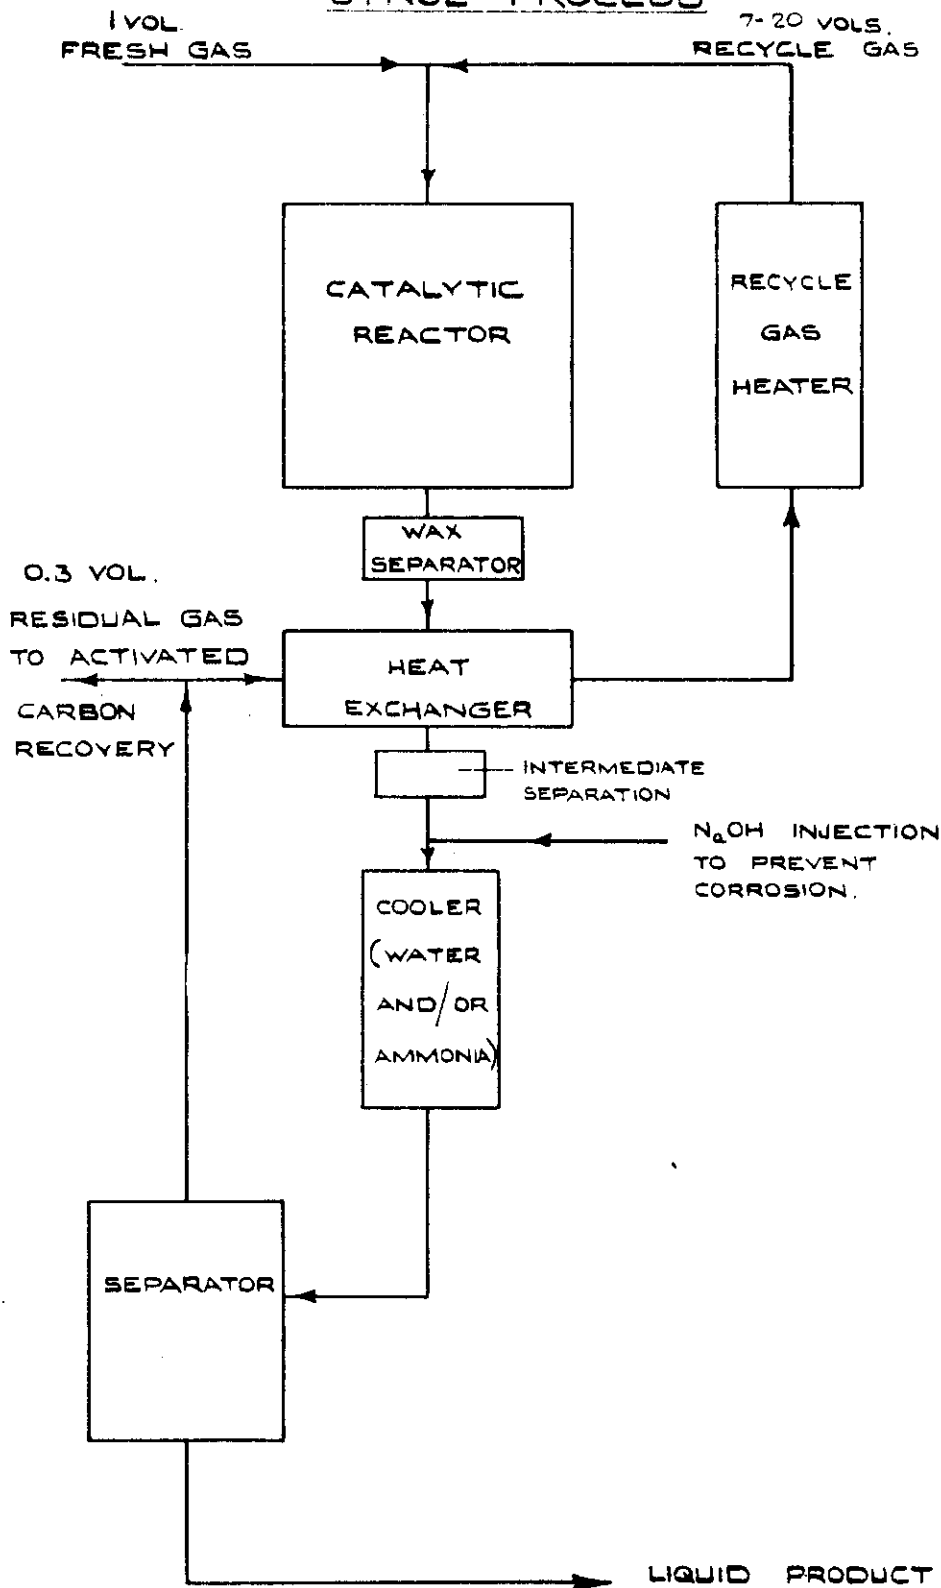 SYNOL PROCESS
1 VOL.
FRESH GAS
7-20 VOLS.
RECYCLE GAS
CATALYTIC
REACTOR
RECYCLE
GAS
HEATER
WAX
SEPARATOR
0.3 VOL.
RESIDUAL GAS
TO ACTIVATED
CARBON
RECOVERY
HEAT
EXCHANGER
INTERMEDIATE
SEPARATION
NaOH INJECTION
TO PREVENT
CORROSION.
COOLER
(WATER
AND/OR
AMMONIA)
SEPARATOR
LIQUID PRODUCT